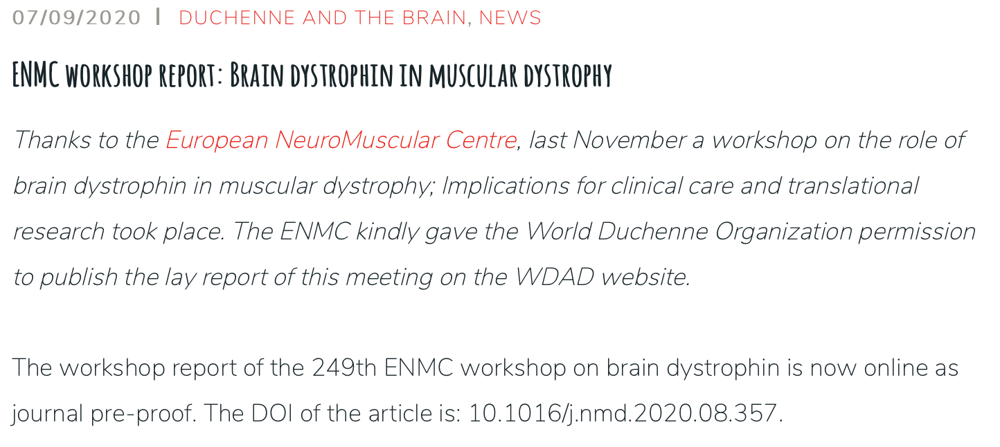 07/09/2020 | DUCHENNE AND THE BRAIN, NEWS
ENMC workshop report: Brain dystrophin in muscular dystrophy
Thanks to the European NeuroMuscular Centre, last November a workshop on the role of
brain dystrophin in muscular dystrophy; Implications for clinical care and translational
research took place. The ENMC kindly gave the World Duchenne Organization permission
to publish the lay report of this meeting on the WDAD website.
The workshop report of the 249th ENMC workshop on brain dystrophin is now online as
journal pre-proof. The DOI of the article is: 10.1016/j.nmd.2020.08.357.